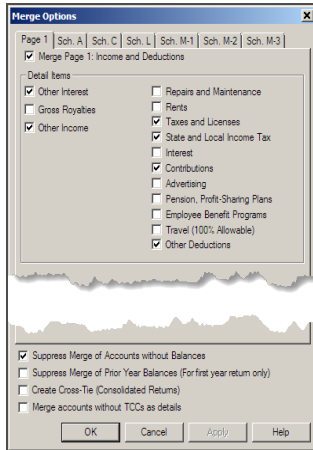 Merge Options
Page 1 Sch. A Sch. C Sch. L Sch. M-1 Sch. M-2 Sch. M-3
Merge Page 1: Income and Deductions
Detail Items
Other Interest
Gross Royalties
Other Income
Repairs and Maintenance
Rents
Taxes and Licenses
State and Local Income Tax
Interest
Contributions
Advertising
Pension, Profit-Sharing Plans
Employee Benefit Programs
Travel (100% Allowable)
Other Deductions
Suppress Merge of Accounts without Balances
Suppress Merge of Prior Year Balances (For first year return only)
Create Cross-Tie (Consolidated Returns)
Merge accounts without TCCs as details
OK Cancel Apply Help